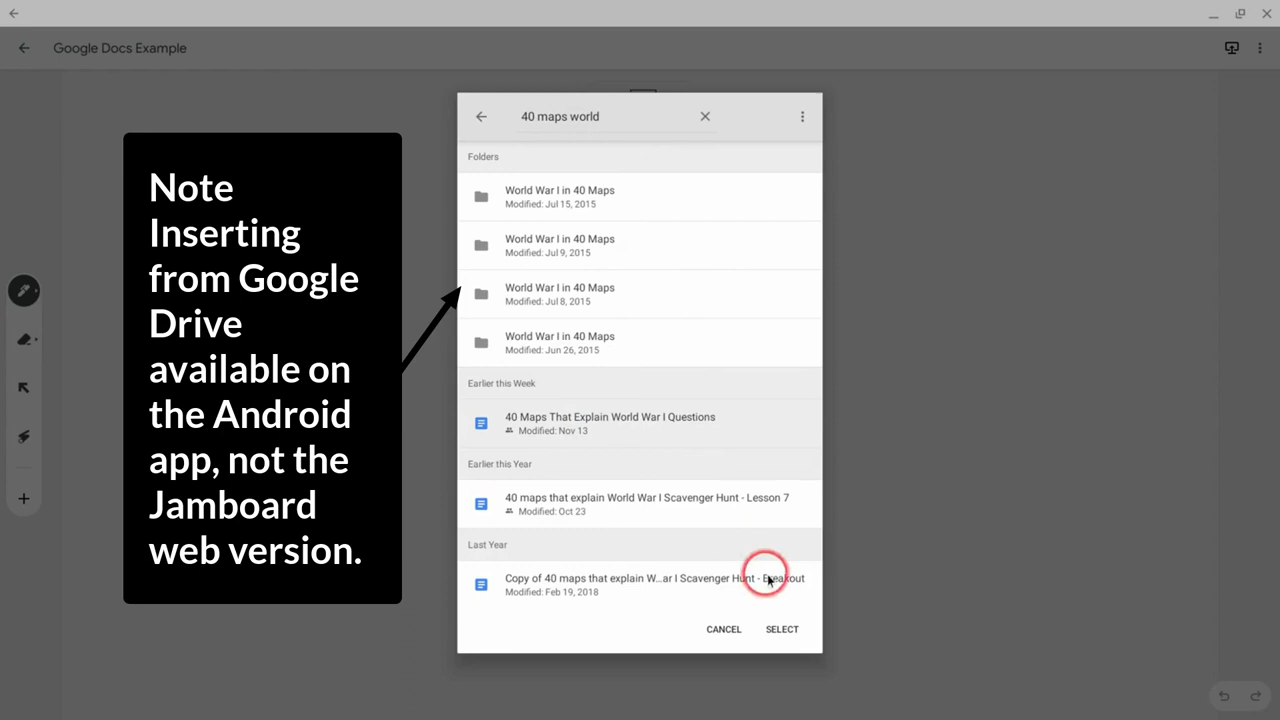 Google Docs Example
Note
Inserting
from Google
Drive
available on
the Android
app, not the
Jamboard
web version.
40 maps world
Folders
World War I in 40 Maps
Modified: Jul 15, 2015
World War I in 40 Maps
Modified: Jul 9, 2015
World War I in 40 Maps
Modified: Jul 8, 2015
World War I in 40 Maps
Modified: Jun 26, 2015
Earlier this Week
40 Maps That Explain World War I Questions
Modified: Nov 13
Earlier this Year
40 maps that explain World War I Scavenger Hunt - Lesson 7
Modified: Oct 23
Last Year
Copy of 40 maps that explain W...ar I Scavenger Hunt - Breakout
Modified: Feb 19, 2018
CANCEL SELECT